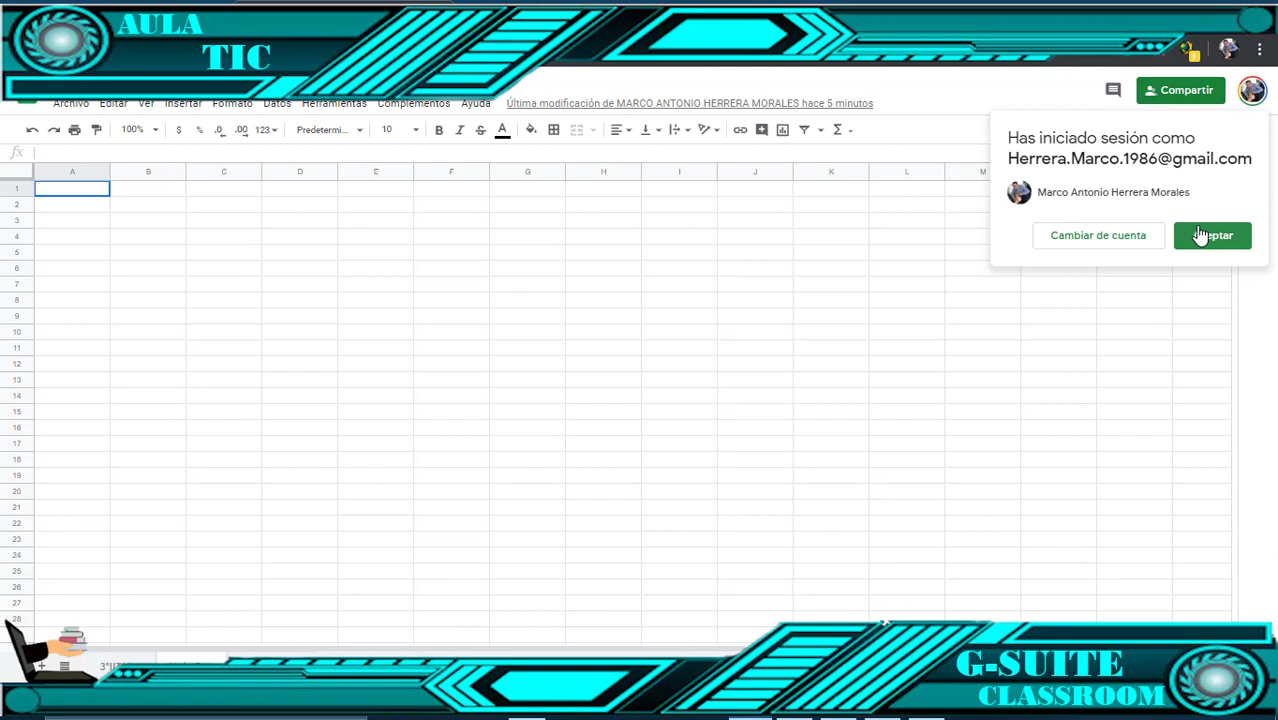 AULA
TIC
Archivo Editar Ver Insertar Formato Datos Herramientas Complementos Ayuda Última modificación de MARCO ANTONIO HERRERA MORALES hace 5 minutos
Compartir
100% $ % .0 .00 123 Predetermi... 10 B I S A Σ
fx
Has iniciado sesión como
Herrera.Marco.1986@gmail.com
Marco Antonio Herrera Morales
Cambiar de cuenta
A B C D E F G H I J K L M
1
2
3
4
5
6
7
8
9
10
11
12
13
14
15
16
17
18
19
20
21
22
23
24
25
26
27
28
G-SUITE
CLASSROOM